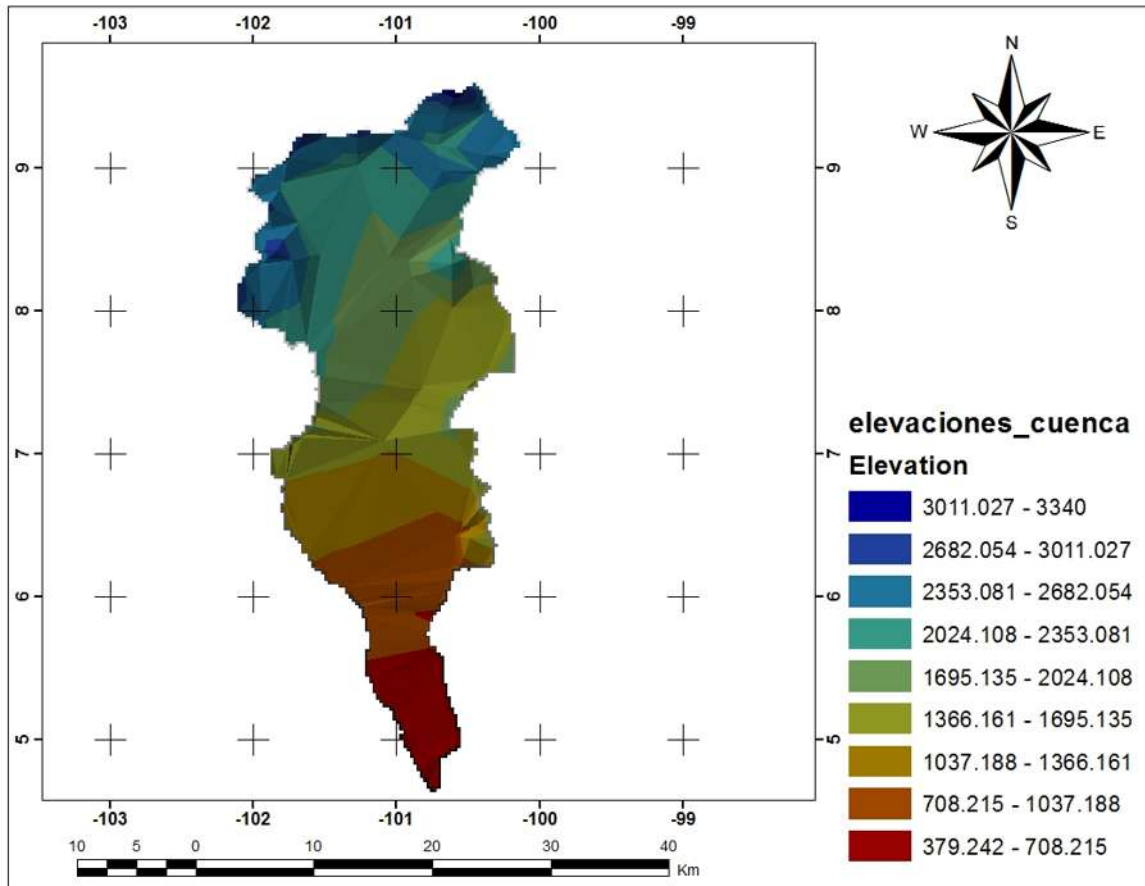 -103 -102 -101 -100 -99
N
W E
S
9 9
8 8
7 7
6 6
5 5
-103 -102 -101 -100 -99
elevaciones_cuenca
Elevation
3011.027 - 3340
2682.054 - 3011.027
2353.081 - 2682.054
2024.108 - 2353.081
1695.135 - 2024.108
1366.161 - 1695.135
1037.188 - 1366.161
708.215 - 1037.188
379.242 - 708.215
10 5 0 10 20 30 40
Km